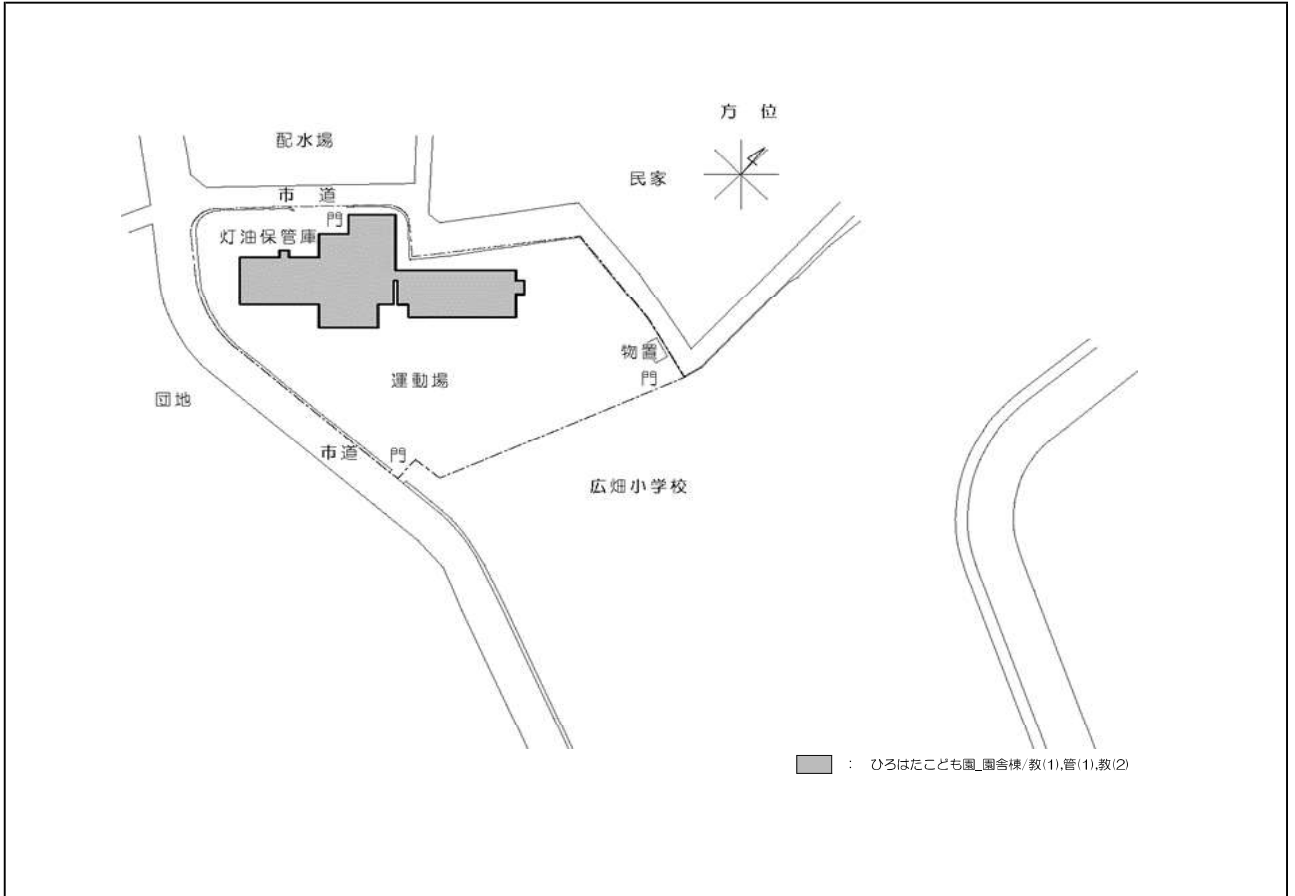 方位
配水場
民家
市道
門
灯油保管庫
物置
門
運動場
団地
市道
門
広畑小学校
： ひろはたこども園_園舎棟/教(1),管(1),教(2)